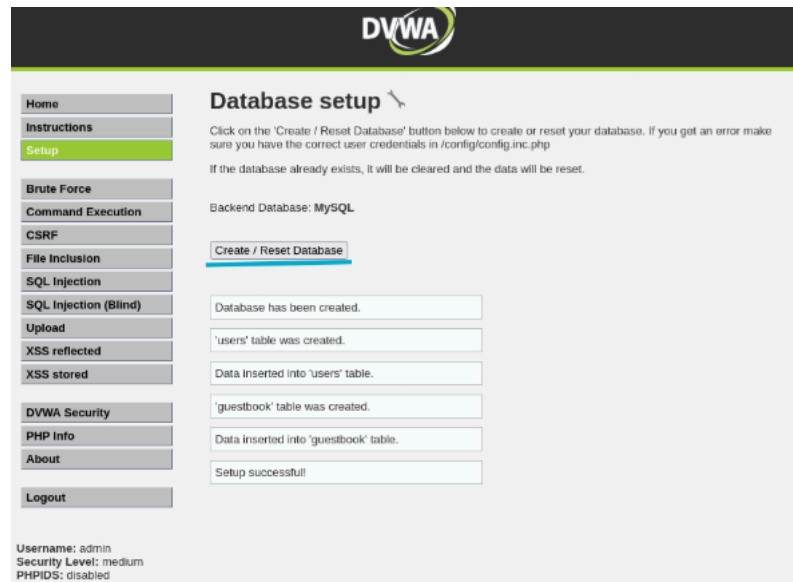 DVWA
Home
Instructions
Setup
Brute Force
Command Execution
CSRF
File Inclusion
SQL Injection
SQL Injection (Blind)
Upload
XSS reflected
XSS stored
DVWA Security
PHP Info
About
Logout
Username: admin
Security Level: medium
PHPIDS: disabled
Database setup
Click on the 'Create / Reset Database' button below to create or reset your database. If you get an error make
sure you have the correct user credentials in /config/config.inc.php
If the database already exists, it will be cleared and the data will be reset.
Backend Database: MySQL
Create / Reset Database
Database has been created.
'users' table was created.
Data inserted into 'users' table.
'guestbook' table was created.
Data inserted into 'guestbook' table.
Setup successful!